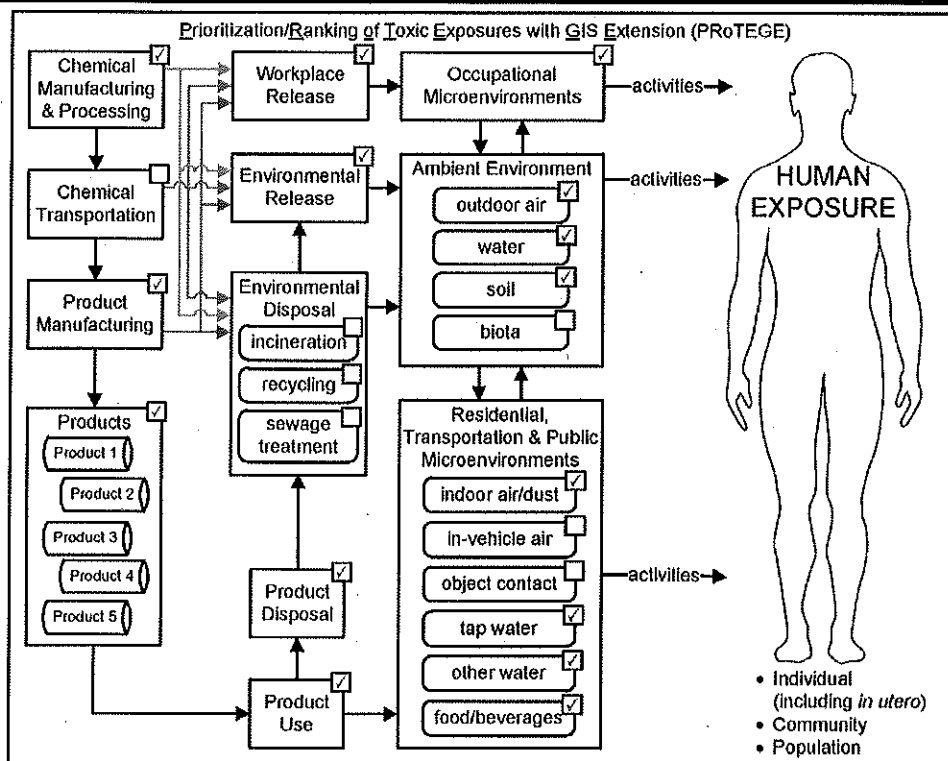 Prioritization/Ranking of Toxic Exposures with GIS Extension (PRoTEGE)
Chemical
Manufacturing
& Processing
Workplace
Release
Occupational
Microenvironments
activities
Chemical
Transportation
Environmental
Release
Ambient Environment
outdoor air
water
soil
biota
activities
HUMAN
EXPOSURE
Product
Manufacturing
Environmental
Disposal
incineration
recycling
sewage
treatment
Products
Product 1
Product 2
Product 3
Product 4
Product 5
Residential,
Transportation & Public
Microenvironments
indoor air/dust
in-vehicle air
object contact
tap water
other water
food/beverages
activities
Product
Disposal
Product
Use
• Individual
(including in utero)
• Community
• Population